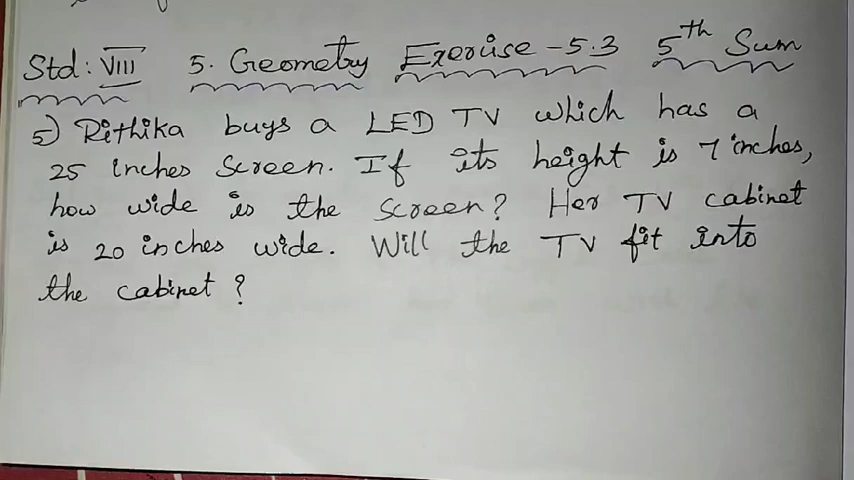 Std: VIII 5. Geometry Exercise - 5.3 5th Sum
5) Rithika buys a LED TV which has a
25 inches screen. If its height is 7 inches,
how wide is the screen? Her TV cabinet
is 20 inches wide. Will the TV fit into
the cabinet?